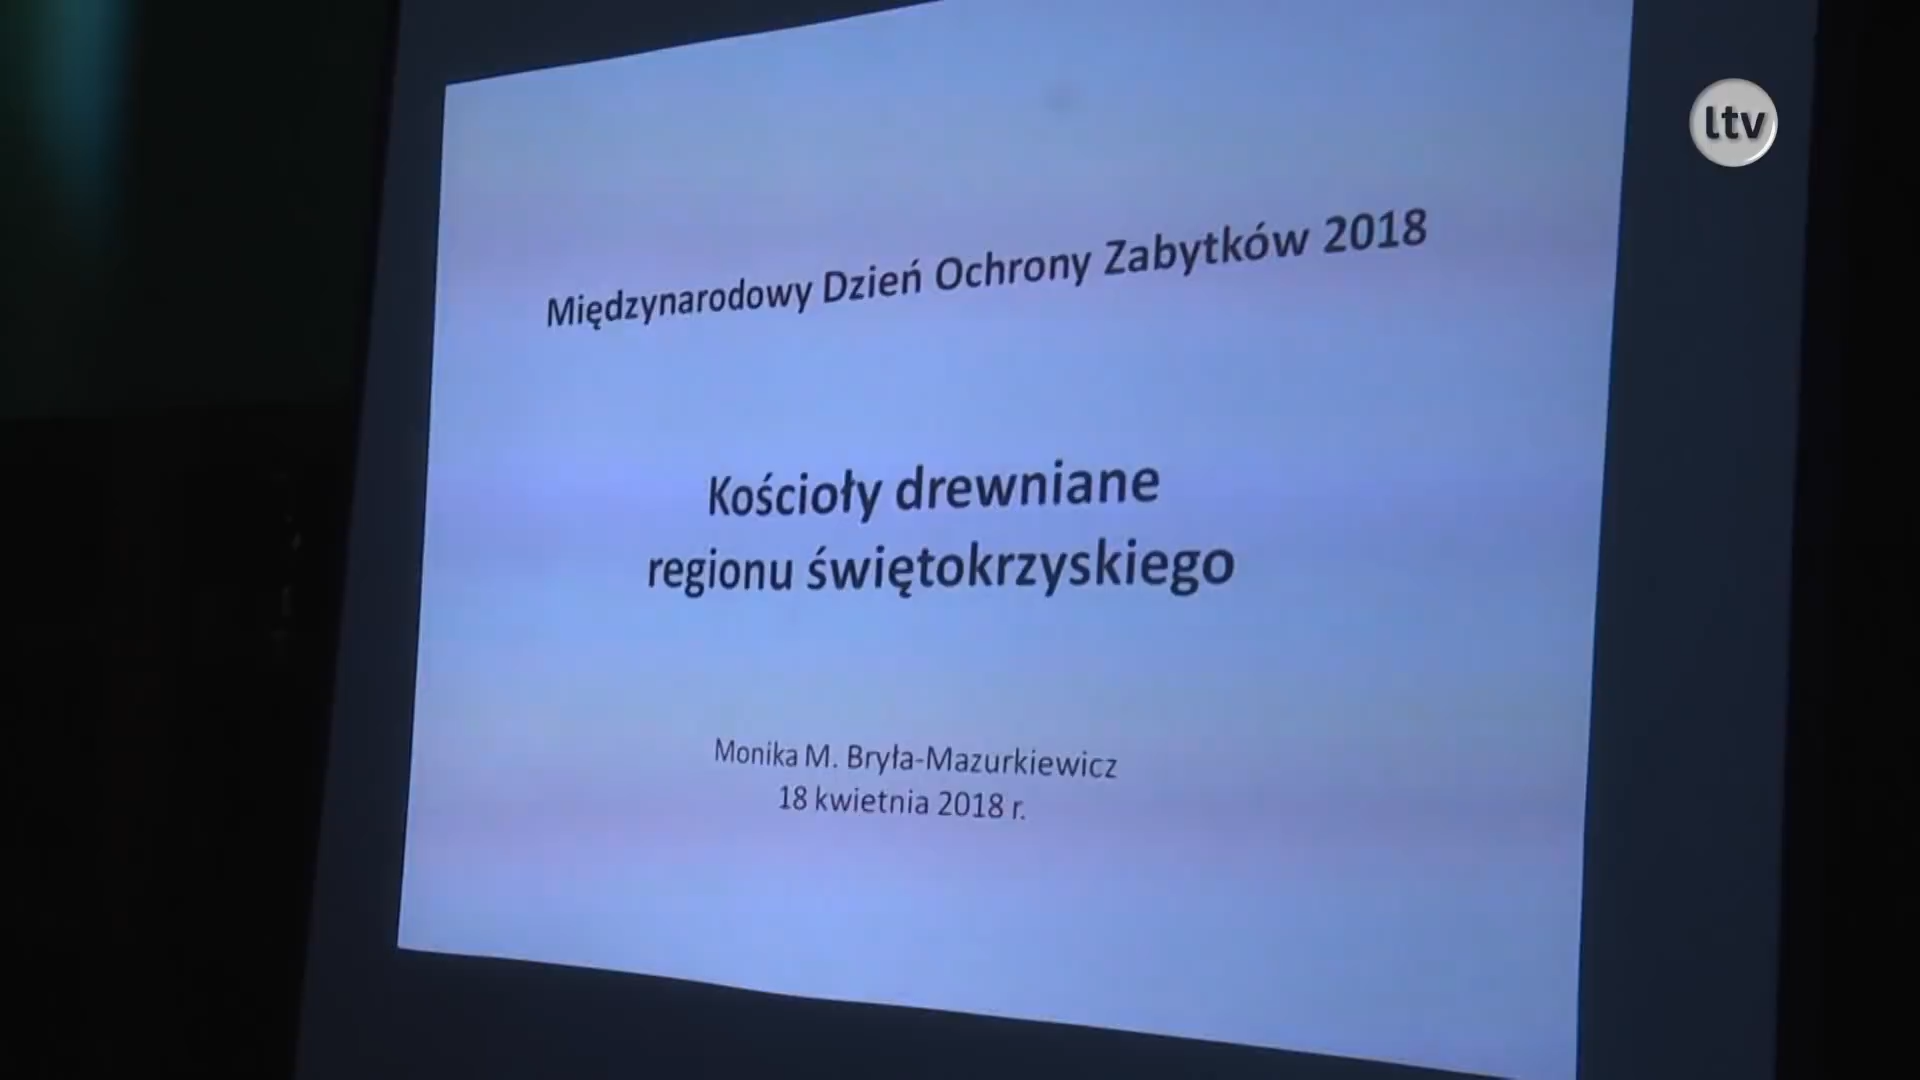 ltv
Międzynarodowy Dzień Ochrony Zabytków 2018
Kościoły drewniane
regionu świętokrzyskiego
Monika M. Bryła-Mazurkiewicz
18 kwietnia 2018 r.